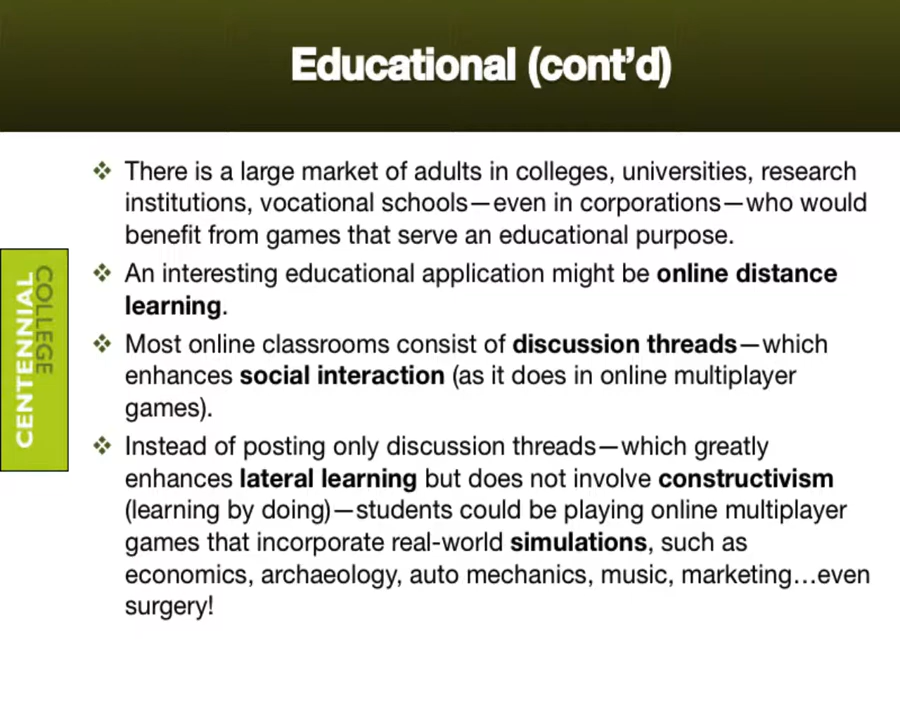 Educational (cont’d)
❖ There is a large market of adults in colleges, universities, research
institutions, vocational schools—even in corporations—who would
benefit from games that serve an educational purpose.
❖ An interesting educational application might be online distance
learning.
❖ Most online classrooms consist of discussion threads—which
enhances social interaction (as it does in online multiplayer
games).
❖ Instead of posting only discussion threads—which greatly
enhances lateral learning but does not involve constructivism
(learning by doing)—students could be playing online multiplayer
games that incorporate real-world simulations, such as
economics, archaeology, auto mechanics, music, marketing…even
surgery!
CENTENNIAL
COLLEGE